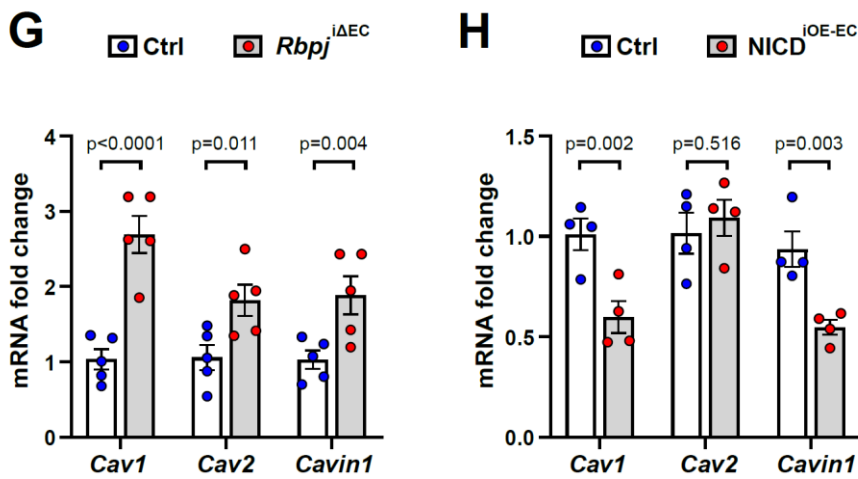 G
Ctrl
Rbpj^iΔEC
p<0.0001 p=0.011 p=0.004
mRNA fold change
4
3
2
1
0
Cav1 Cav2 Cavin1
H
Ctrl
NICD^iOE-EC
p=0.002 p=0.516 p=0.003
mRNA fold change
1.5
1.0
0.5
0.0
Cav1 Cav2 Cavin1